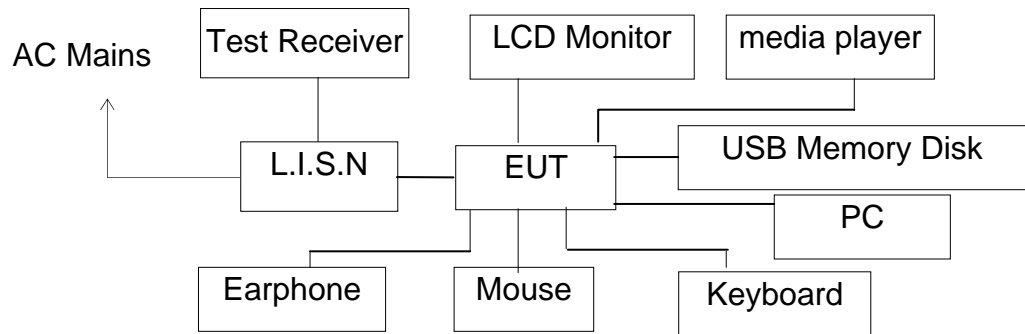 AC Mains
Test Receiver
LCD Monitor
media player
L.I.S.N
EUT
USB Memory Disk
PC
Earphone
Mouse
Keyboard